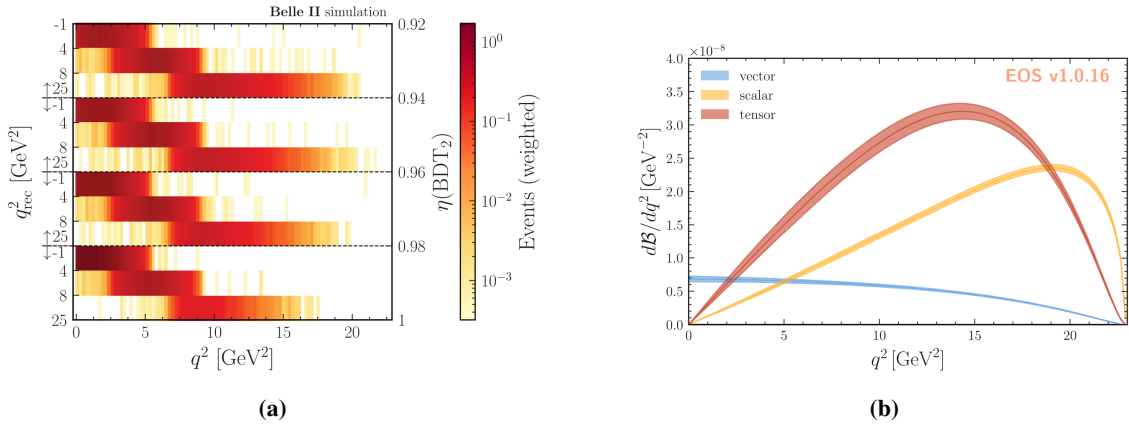 Belle II simulation
-1
4
8
↑25
↓-1
4
8
↑25
↓-1
4
8
↑25
↓-1
4
8
25
q²rec [GeV²]
0 5 10 15 20
q² [GeV²]
0.92
0.94
0.96
0.98
1
η(BDT₂)
10⁰
10⁻¹
10⁻²
10⁻³
Events (weighted)
(a)
×10⁻⁸
4.0
3.5
3.0
2.5
2.0
1.5
1.0
0.5
0.0
dB/dq² [GeV⁻²]
vector
scalar
tensor
EOS v1.0.16
0 5 10 15 20
q² [GeV²]
(b)